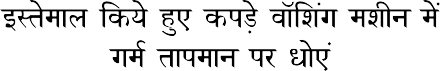 इस्तेमाल किये हुए कपड़े वॉशिंग मशीन में
गर्म तापमान पर धोएं